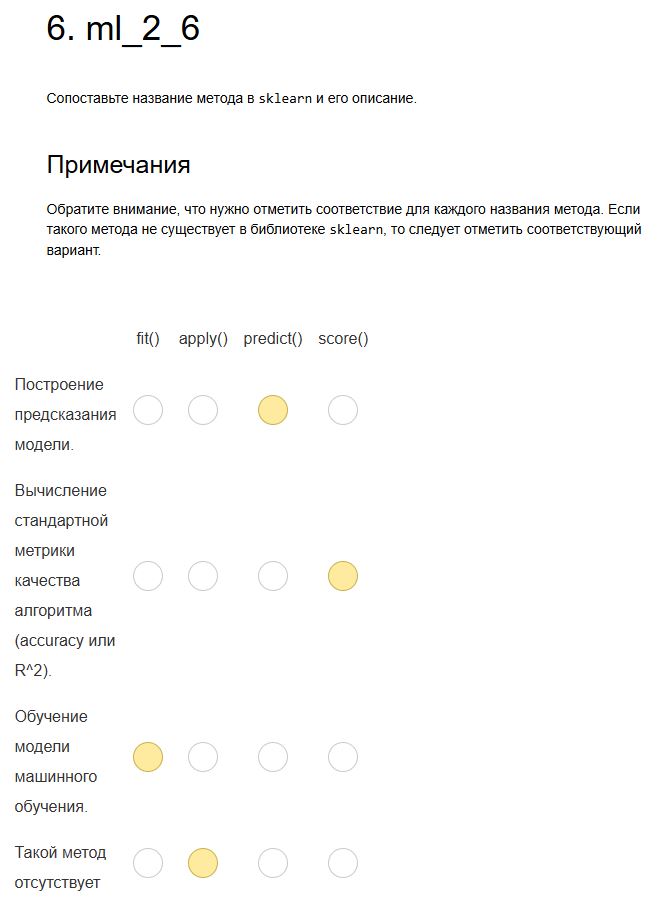 6. ml_2_6
Сопоставьте название метода в sklearn и его описание.
Примечания
Обратите внимание, что нужно отметить соответствие для каждого названия метода. Если
такого метода не существует в библиотеке sklearn, то следует отметить соответствующий
вариант.
fit() apply() predict() score()
Построение
предсказания
модели.
Вычисление
стандартной
метрики
качества
алгоритма
(accuracy или
R^2).
Обучение
модели
машинного
обучения.
Такой метод
отсутствует